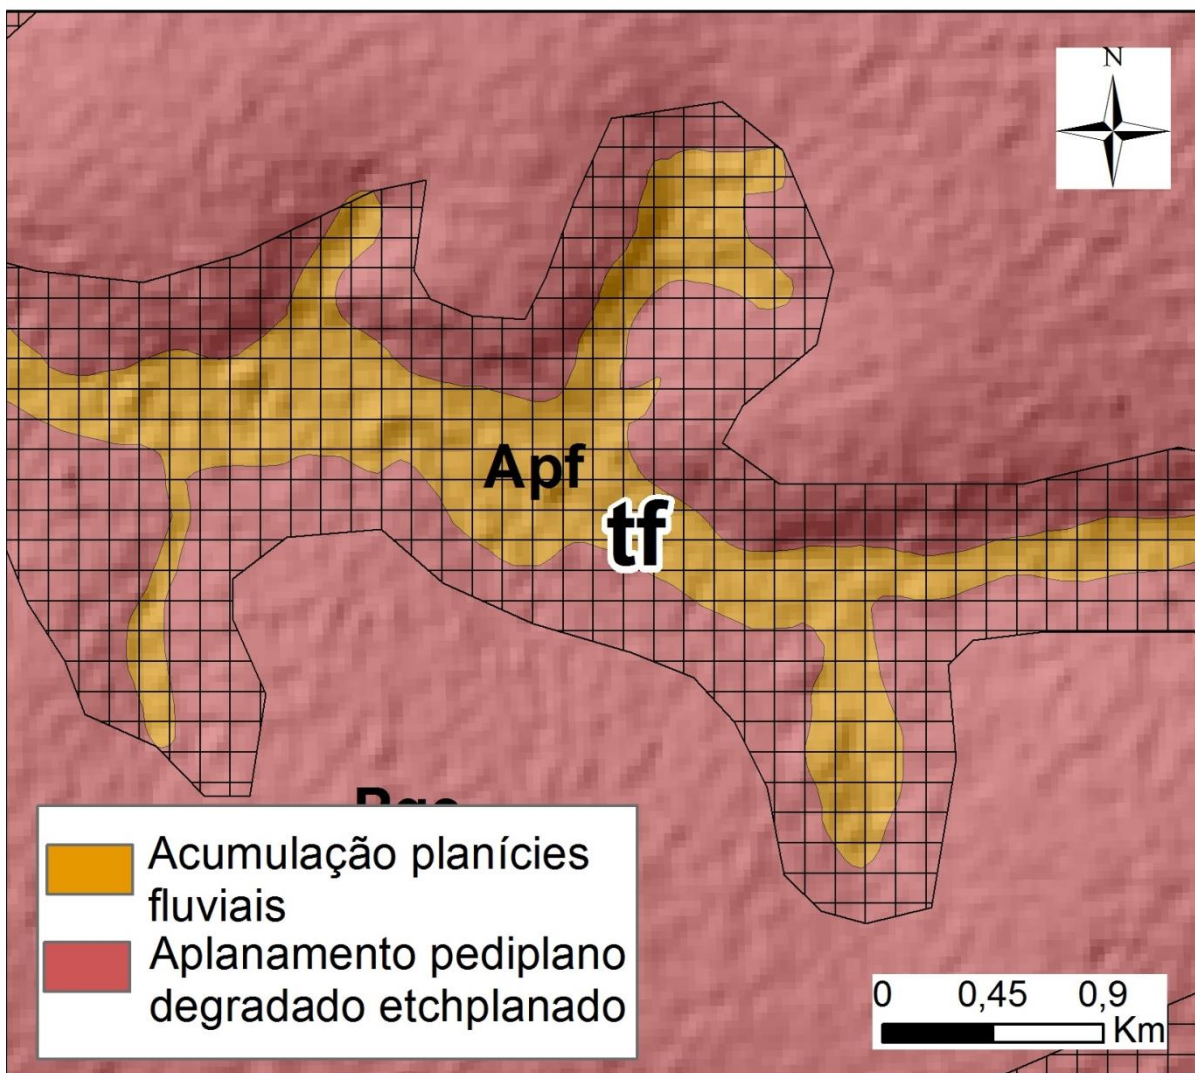 N
Apf
tf
Acumulação planícies
fluviais
Aplanamento pediplano
degradado etchplanado
0 0,45 0,9
Km